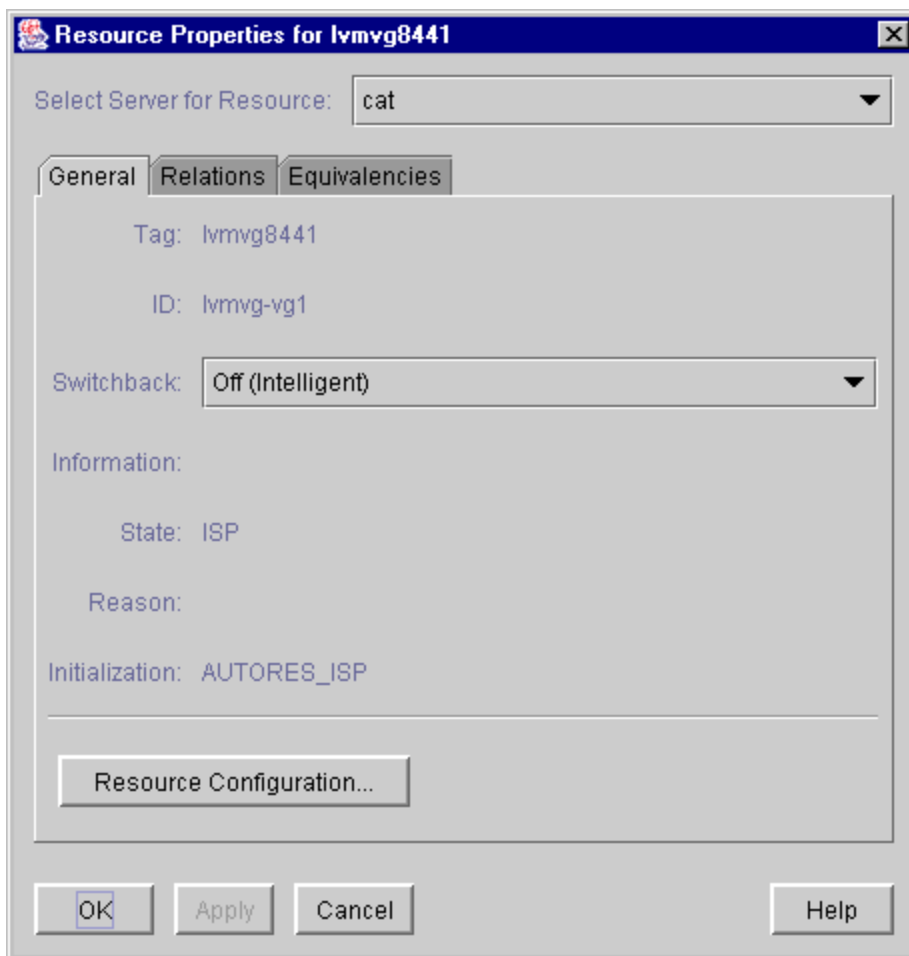 Resource Properties for lvmvg8441
Select Server for Resource: cat
General Relations Equivalencies
Tag: lvmvg8441
ID: lvmvg-vg1
Switchback: Off (Intelligent)
Information:
State: ISP
Reason:
Initialization: AUTORES_ISP
Resource Configuration...
OK Apply Cancel Help